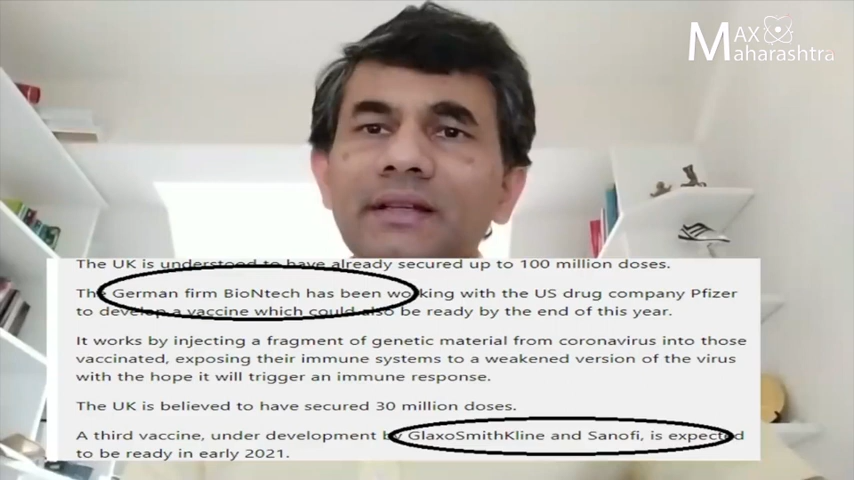 MAX
Maharashtra
The UK is understood to have already secured up to 100 million doses.
The German firm BioNtech has been working with the US drug company Pfizer
to develop a vaccine which could also be ready by the end of this year.
It works by injecting a fragment of genetic material from coronavirus into those
vaccinated, exposing their immune systems to a weakened version of the virus
with the hope it will trigger an immune response.
The UK is believed to have secured 30 million doses.
A third vaccine, under development by GlaxoSmithKline and Sanofi, is expected
to be ready in early 2021.